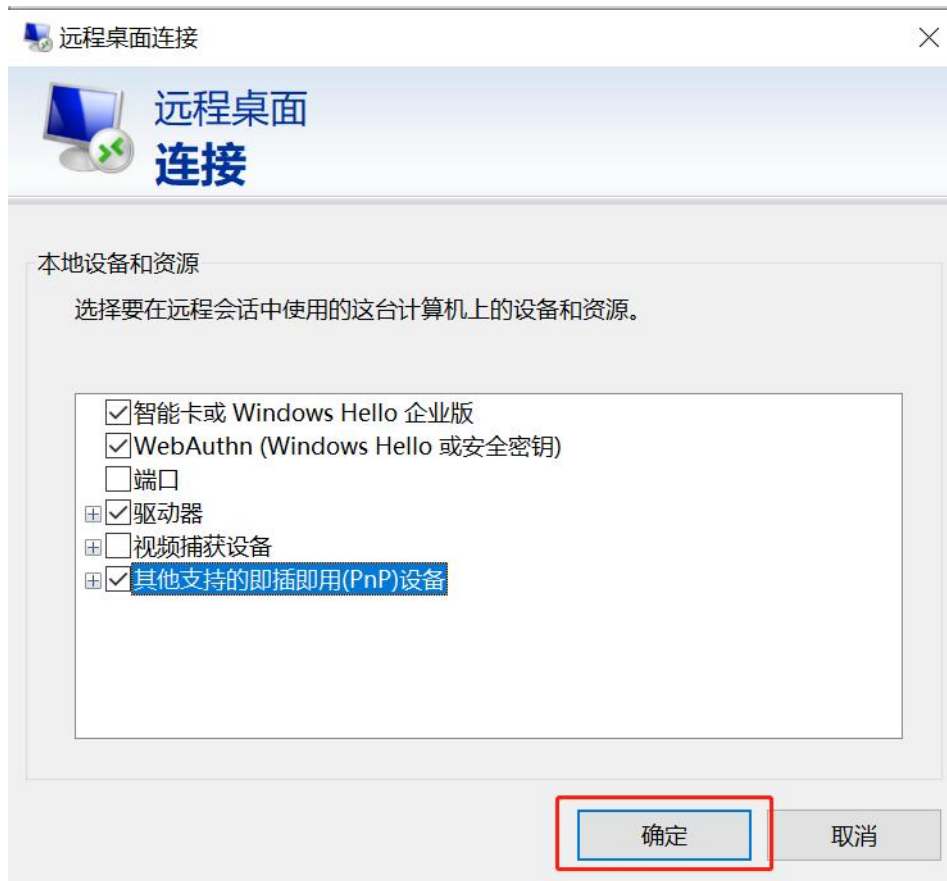 远程桌面连接
远程桌面
连接
本地设备和资源
选择要在远程会话中使用的这台计算机上的设备和资源。
智能卡或 Windows Hello 企业版
WebAuthn (Windows Hello 或安全密钥)
端口
驱动器
视频捕获设备
其他支持的即插即用(PnP)设备
确定
取消